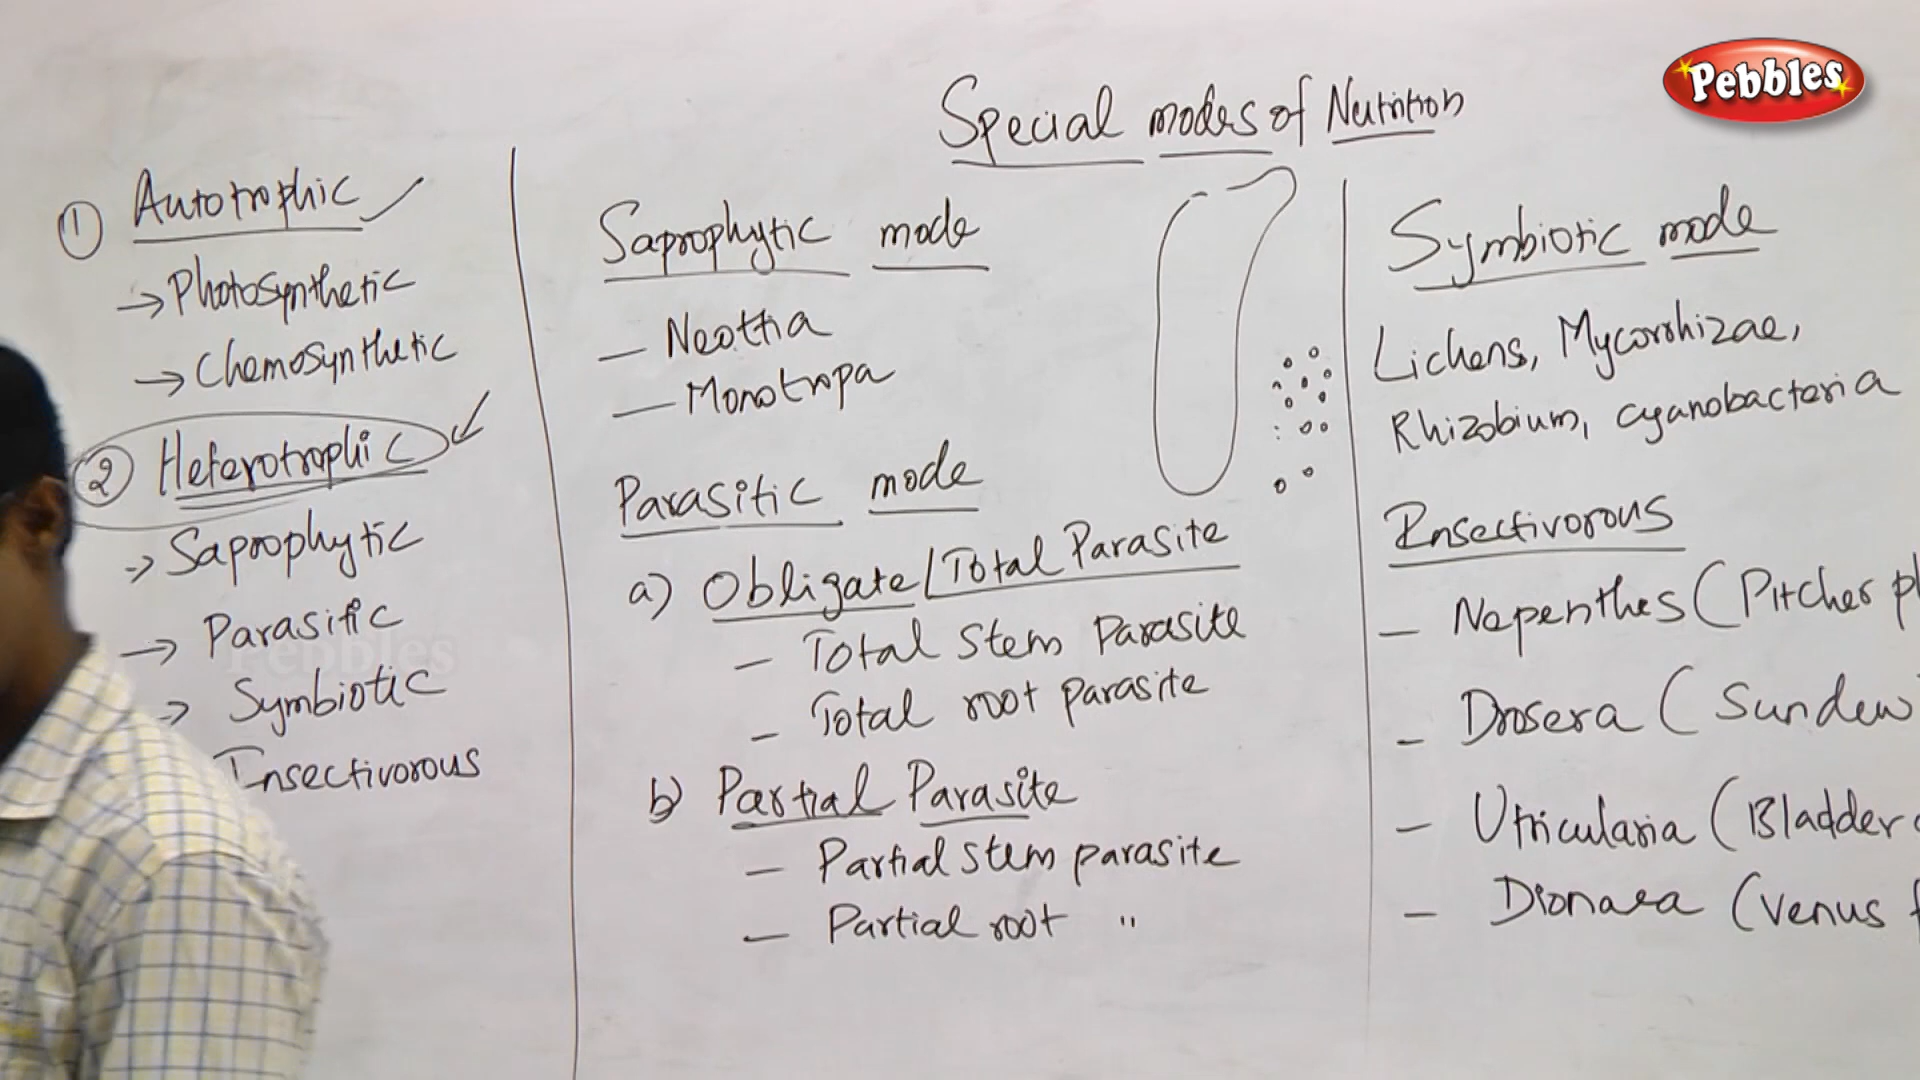 Pebbles
Special modes of Nutrition
① Autotrophic
→ Photosynthetic
→ Chemosynthetic
② Heterotrophic
→ Saprophytic
→ Parasitic
→ Symbiotic
Insectivorous
Pebbles
Saprophytic mode
— Neottia
— Monotropa
Parasitic mode
a) Obligate/Total Parasite
— Total Stem Parasite
— Total root parasite
b) Partial Parasite
— Partial Stem parasite
— Partial root "
Symbiotic mode
Lichens, Mycorrhizae,
Rhizobium, Cyanobacteria
Insectivorous
— Nepenthes (Pitcher pl
— Drosera (Sundew
— Utricularia (Bladder
— Dionaea (Venus f